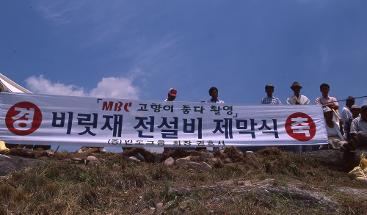 「MBC 고향이 좋다 촬영」
경 비릿재 전설비 제막식 축